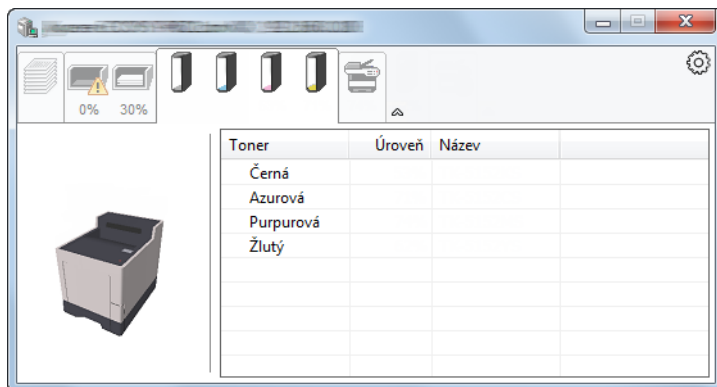 0% 30%
Toner Úroveň Název
Černá
Azurová
Purpurová
Žlutý